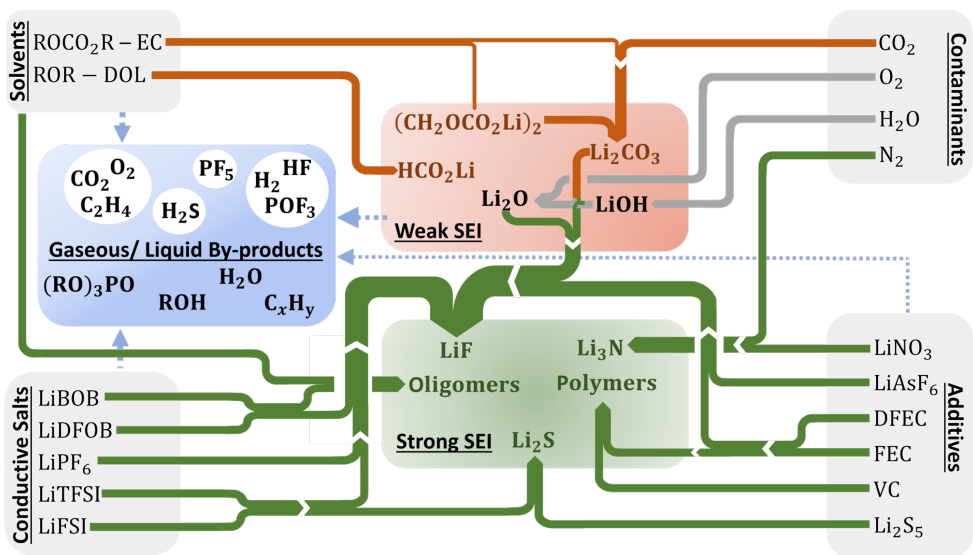 Solvents
ROCO₂R – EC
ROR – DOL
Contaminants
CO₂
O₂
H₂O
N₂
CO₂ O₂
C₂H₄
PF₅
H₂S
H₂ HF
POF₃
Gaseous/ Liquid By-products
(RO)₃PO
ROH
H₂O
CₓHᵧ
(CH₂OCO₂Li)₂
Li₂CO₃
HCO₂Li
Li₂O
LiOH
Weak SEI
LiF
Li₃N
Oligomers
Polymers
Li₂S
Strong SEI
Conductive Salts
LiBOB
LiDFOB
LiPF₆
LiTFSI
LiFSI
Additives
LiNO₃
LiAsF₆
DFEC
FEC
VC
Li₂S₅